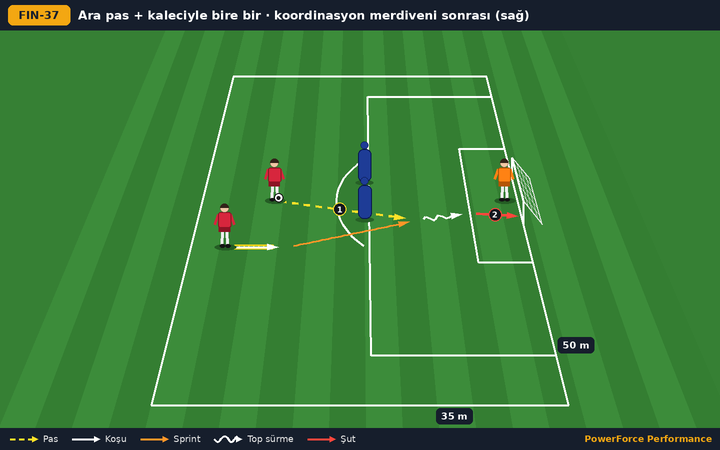 FIN-37 Ara pas + kaleciyle bire bir · koordinasyon merdiveni sonrası (sağ)
1
2
50 m
35 m
Pas Koşu Sprint Top sürme Şut PowerForce Performance